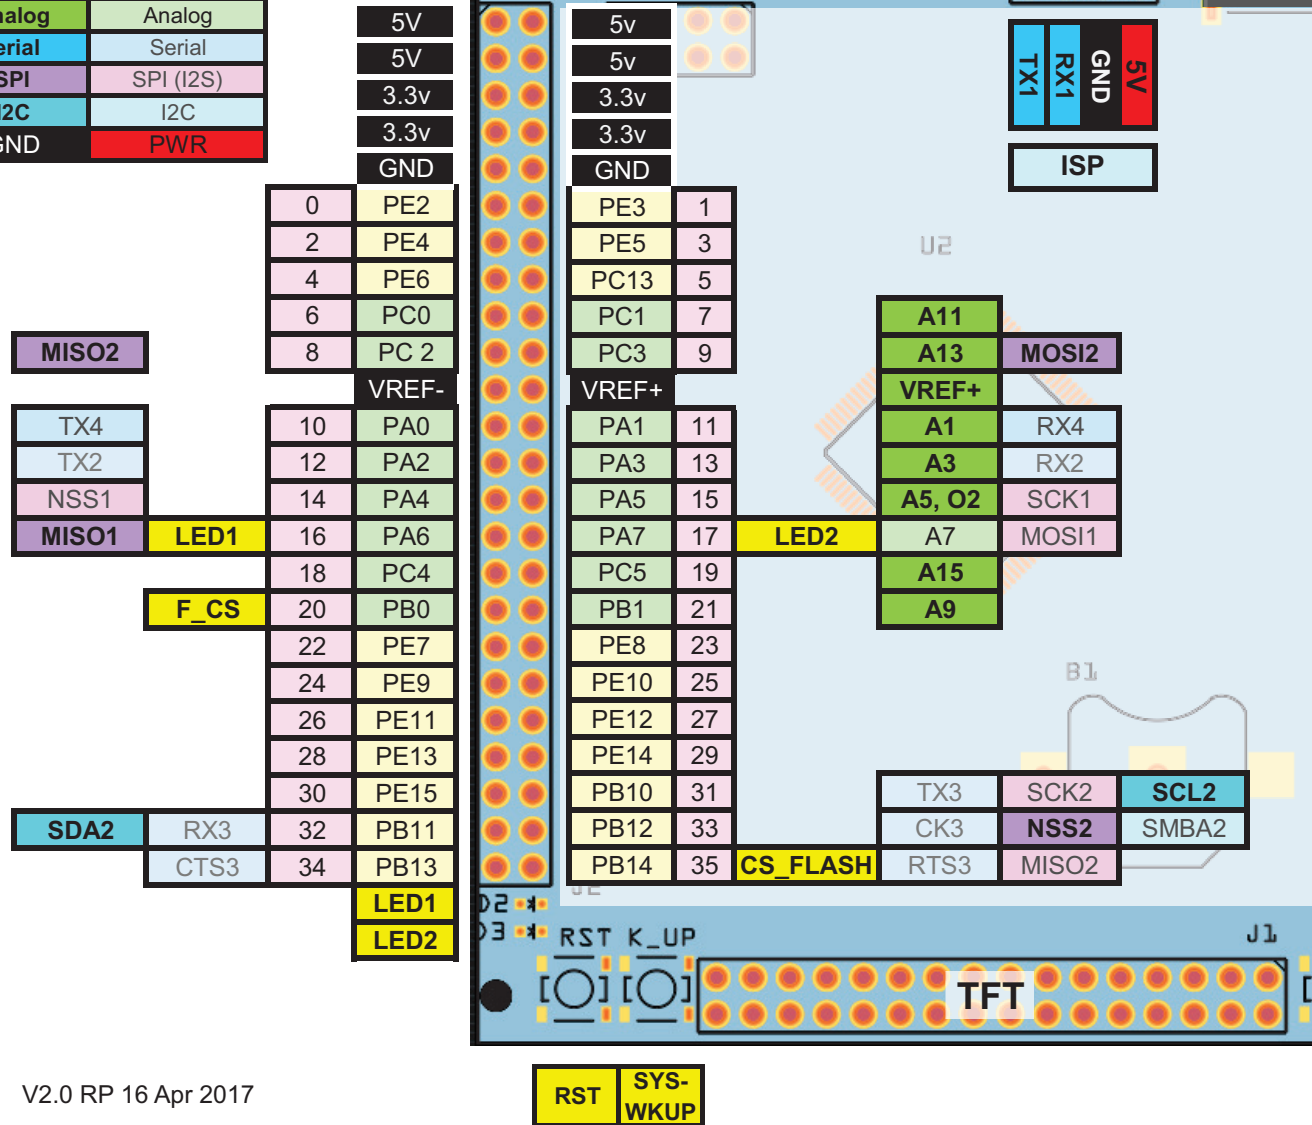 Analog
Serial Serial
SPI SPI (I2S)
I2C I2C
GND PWR
5V 5v
5V 5v
3.3v 3.3v
3.3v 3.3v
GND GND
TX1 RX1 GND 5V
ISP
0 PE2 PE3 1
2 PE4 PE5 3
U2
4 PE6 PC13 5
6 PC0 PC1 7 A11
MISO2 8 PC 2 PC3 9 A13 MOSI2
VREF- VREF+ VREF+
TX4 10 PA0 PA1 11 A1 RX4
TX2 12 PA2 PA3 13 A3 RX2
NSS1 14 PA4 PA5 15 A5, O2 SCK1
MISO1 LED1 16 PA6 PA7 17 LED2 A7 MOSI1
18 PC4 PC5 19 A15
F_CS 20 PB0 PB1 21 A9
22 PE7 PE8 23
24 PE9 PE10 25
B1
26 PE11 PE12 27
28 PE13 PE14 29
30 PE15 PB10 31 TX3 SCK2 SCL2
SDA2 RX3 32 PB11 PB12 33 CK3 NSS2 SMBA2
CTS3 34 PB13 PB14 35 CS_FLASH RTS3 MISO2
J2
LED1 D2
LED2 D3 RST K_UP J1
TFT
V2.0 RP 16 Apr 2017
RST SYS-
WKUP